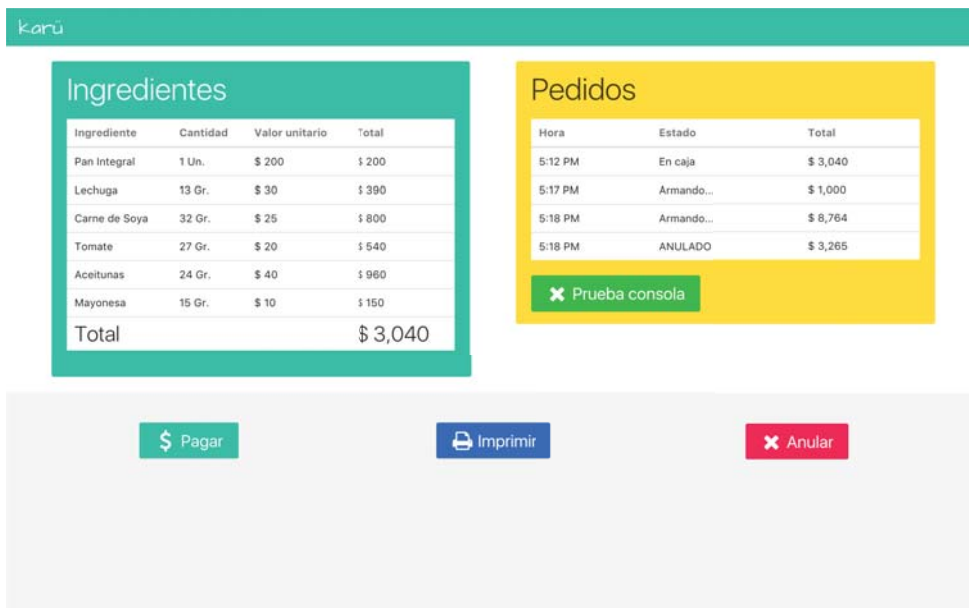 karü
Ingredientes
Ingrediente Cantidad Valor unitario Total
Pan Integral 1 Un. $ 200 $ 200
Lechuga 13 Gr. $ 30 $ 390
Carne de Soya 32 Gr. $ 25 $ 800
Tomate 27 Gr. $ 20 $ 540
Aceitunas 24 Gr. $ 40 $ 960
Mayonesa 15 Gr. $ 10 $ 150
Total $ 3,040
Pedidos
Hora Estado Total
5:12 PM En caja $ 3,040
5:17 PM Armando... $ 1,000
5:18 PM Armando... $ 8,764
5:18 PM ANULADO $ 3,265
Prueba consola
$ Pagar
Imprimir
Anular